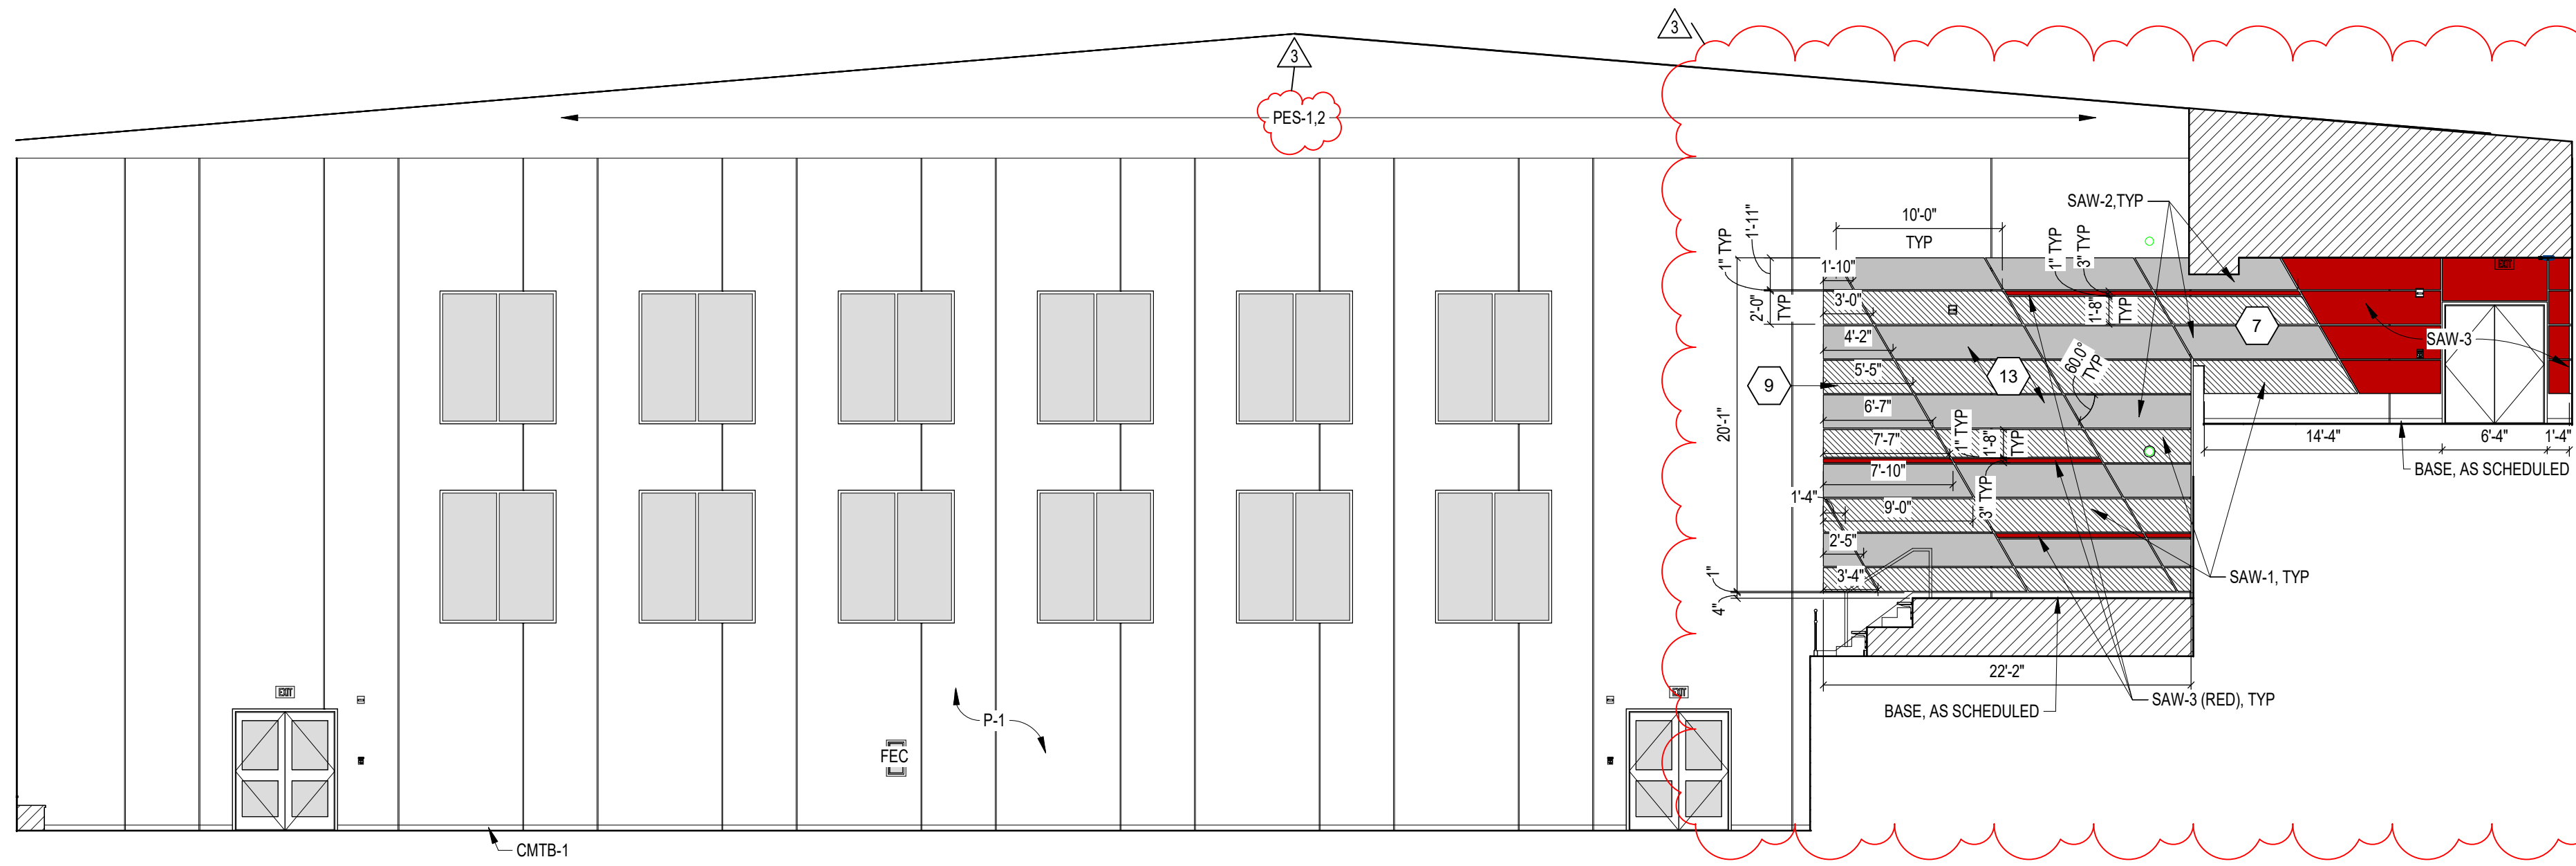 3
3
PES-1,2
SAW-2,TYP
10'-0"
TYP
1" TYP
1'-11"
1" TYP
3" TYP
1'-10"
EXIT
2'-0"
TYP
3'-0"
1'-8"
TYP
7
4'-2"
SAW-3
60.0°
TYP
9
5'-5"
13
6'-7"
20'-1"
1" TYP
1'-8"
TYP
7'-7"
14'-4"
6'-4"
1'-4"
7'-10"
BASE, AS SCHEDULED
1'-4"
9'-0"
3" TYP
2'-5"
3'-4"
SAW-1, TYP
1"
4"
22'-2"
EXIT
EXIT
SAW-3 (RED), TYP
BASE, AS SCHEDULED
P-1
FEC
CMTB-1